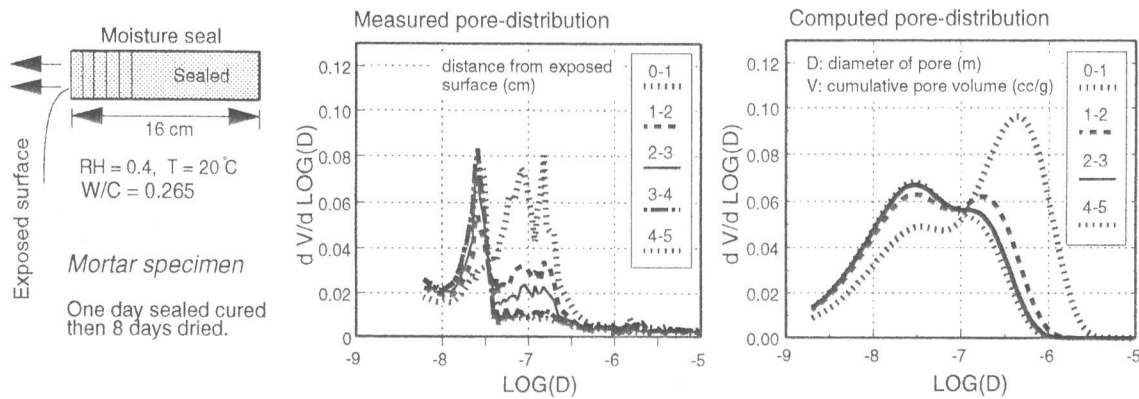 Moisture seal
Sealed
16 cm
Exposed surface
RH = 0.4, T = 20°C
W/C = 0.265
Mortar specimen
One day sealed cured
then 8 days dried.
Measured pore-distribution
d V/d LOG(D)
0.12
0.10
0.08
0.06
0.04
0.02
0
distance from exposed
surface (cm)
0-1
1-2
2-3
3-4
4-5
-9
-8
-7
-6
-5
LOG(D)
Computed pore-distribution
d V/d LOG(D)
0.12
0.10
0.08
0.06
0.04
0.02
0.00
D: diameter of pore (m)
V: cumulative pore volume (cc/g)
0-1
1-2
2-3
4-5
-9
-8
-7
-6
-5
LOG(D)